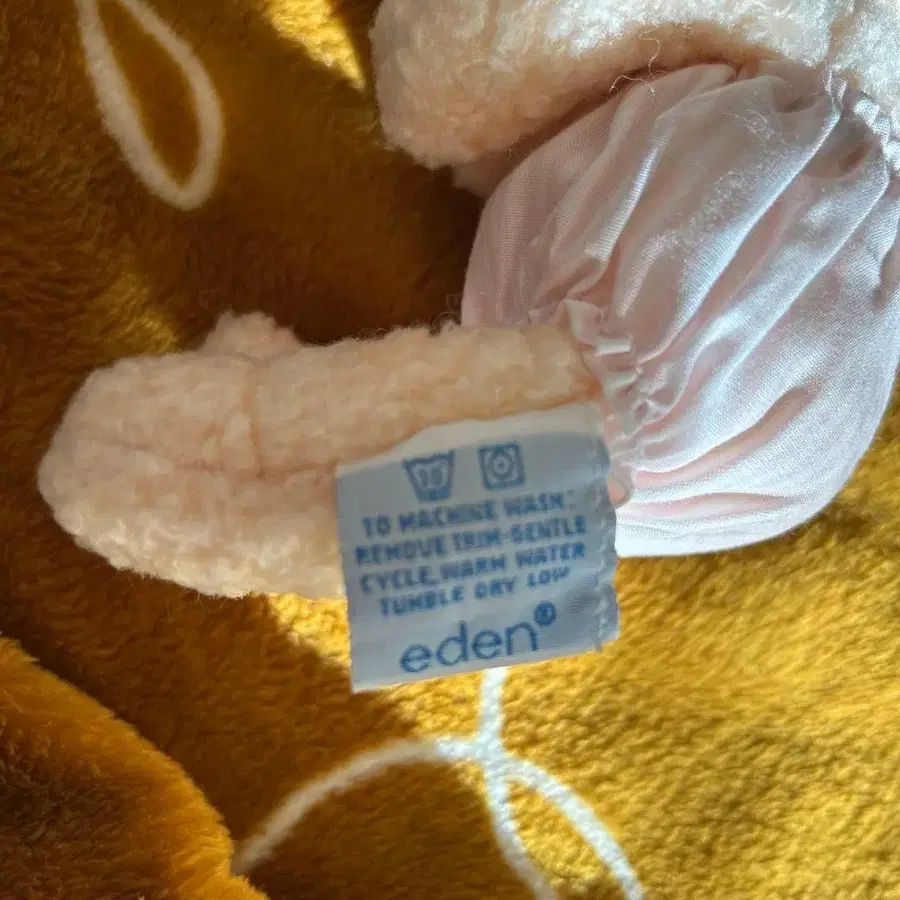 TO MACHINE WASH:
REMOVE TRIM-GENTLE
CYCLE, WARM WATER
TUMBLE DRY LOW
eden®